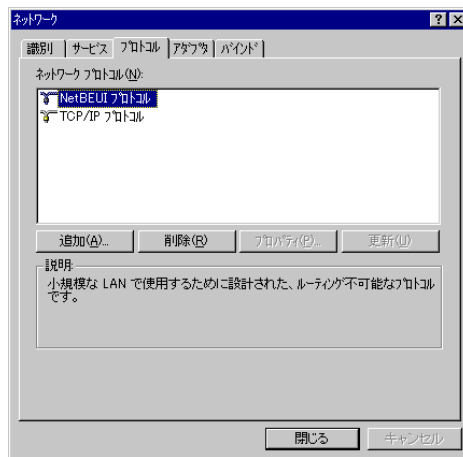 ネットワーク
識別 サービス プロトコル アダプタ バインド
ネットワーク プロトコル(N):
NetBEUI プロトコル
TCP/IP プロトコル
追加(A)... 削除(R) プロパティ(P)... 更新(U)
説明:
小規模な LAN で使用するために設計された、ルーティング不可能なプロトコル
です。
閉じる キャンセル